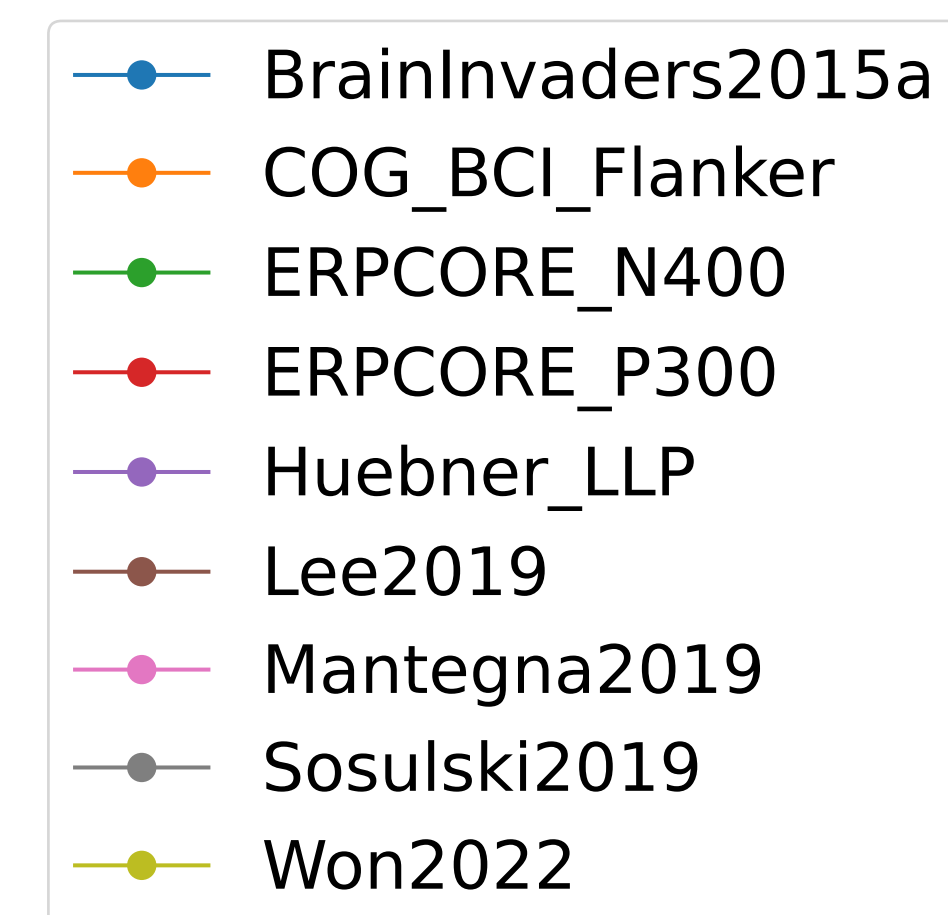 BrainInvaders2015a
COG_BCI_Flanker
ERPCORE_N400
ERPCORE_P300
Huebner_LLP
Lee2019
Mantegna2019
Sosulski2019
Won2022